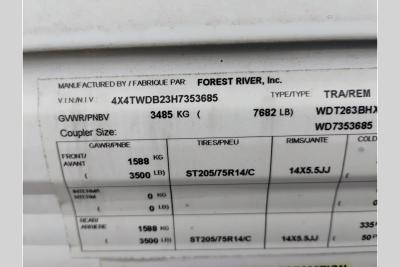 MANUFACTURED BY / FABRIQUE PAR: FOREST RIVER, Inc.
V.I.N/N.I.V. 4X4TWDB23H7353685 TYPE/TYPE: TRA/REM
GVWR/PNBV 3485 KG ( 7682 LB) WDT263BHX
Coupler Size: WD7353685
GAWR/PNBE TIRES/PNEU RIMS/JANTE COLD
FRONT/ 1588 KG
AVANT ( 3500 LB) ST205/75R14/C 14X5.5JJ
0 KG
( 0 LB)
REAR/ 1588 KG 335
ARRIERE ( 3500 LB) ST205/75R14/C 14X5.5JJ ( 50